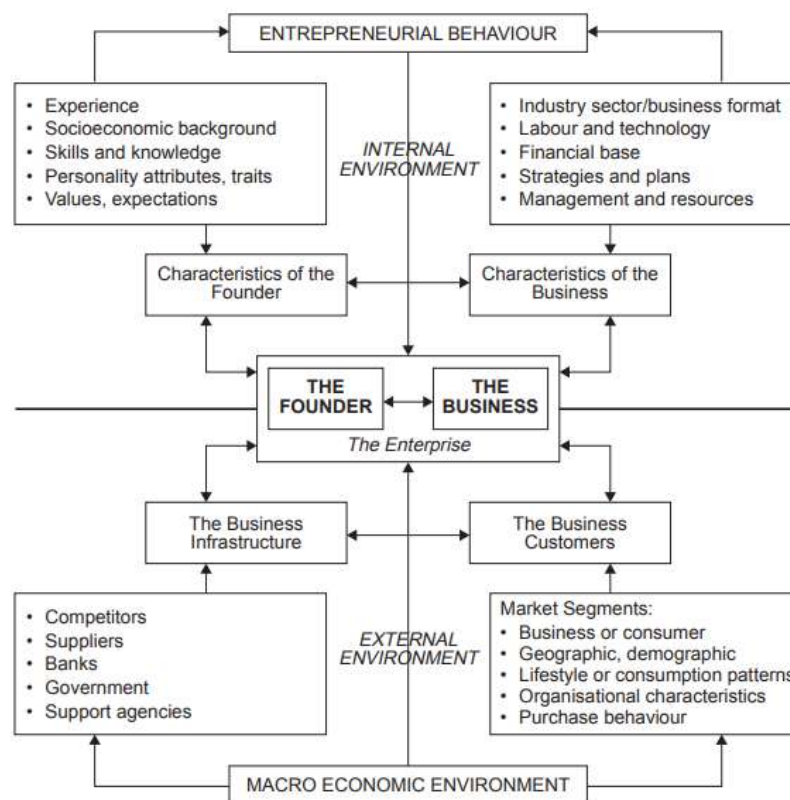 ENTREPRENEURIAL BEHAVIOUR
• Experience
• Socioeconomic background
• Skills and knowledge
• Personality attributes, traits
• Values, expectations
INTERNAL
ENVIRONMENT
• Industry sector/business format
• Labour and technology
• Financial base
• Strategies and plans
• Management and resources
Characteristics of the
Founder
Characteristics of the
Business
THE
FOUNDER
THE
BUSINESS
The Enterprise
The Business
Infrastructure
The Business
Customers
• Competitors
• Suppliers
• Banks
• Government
• Support agencies
EXTERNAL
ENVIRONMENT
Market Segments:
• Business or consumer
• Geographic, demographic
• Lifestyle or consumption patterns
• Organisational characteristics
• Purchase behaviour
MACRO ECONOMIC ENVIRONMENT